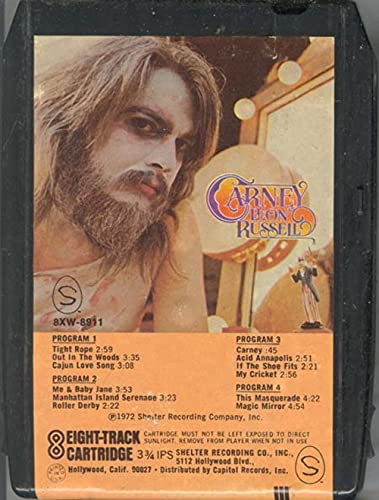 CARNEY
LEON
RUSSELL
S
8XW-8911
PROGRAM 1
Tight Rope 2:59
Out In The Woods 3:35
Cajun Love Song 3:08
PROGRAM 2
Me & Baby Jane 3:53
Manhattan Island Serenade 3:23
Roller Derby 2:22
PROGRAM 3
Carney :45
Acid Annapolis 2:51
If The Shoe Fits 2:21
My Cricket 2:56
PROGRAM 4
This Masquerade 4:22
Magic Mirror 4:54
©1972 Shelter Recording Company, Inc.
8 EIGHT-TRACK CARTRIDGE 3¾ IPS
CARTRIDGE MUST NOT BE LEFT EXPOSED TO DIRECT
SUNLIGHT. REMOVE FROM PLAYER WHEN NOT IN USE
SHELTER RECORDING CO., INC.,
5112 Hollywood Blvd.,
Hollywood, Calif. 90027 • Distributed by Capitol Records, Inc.
S